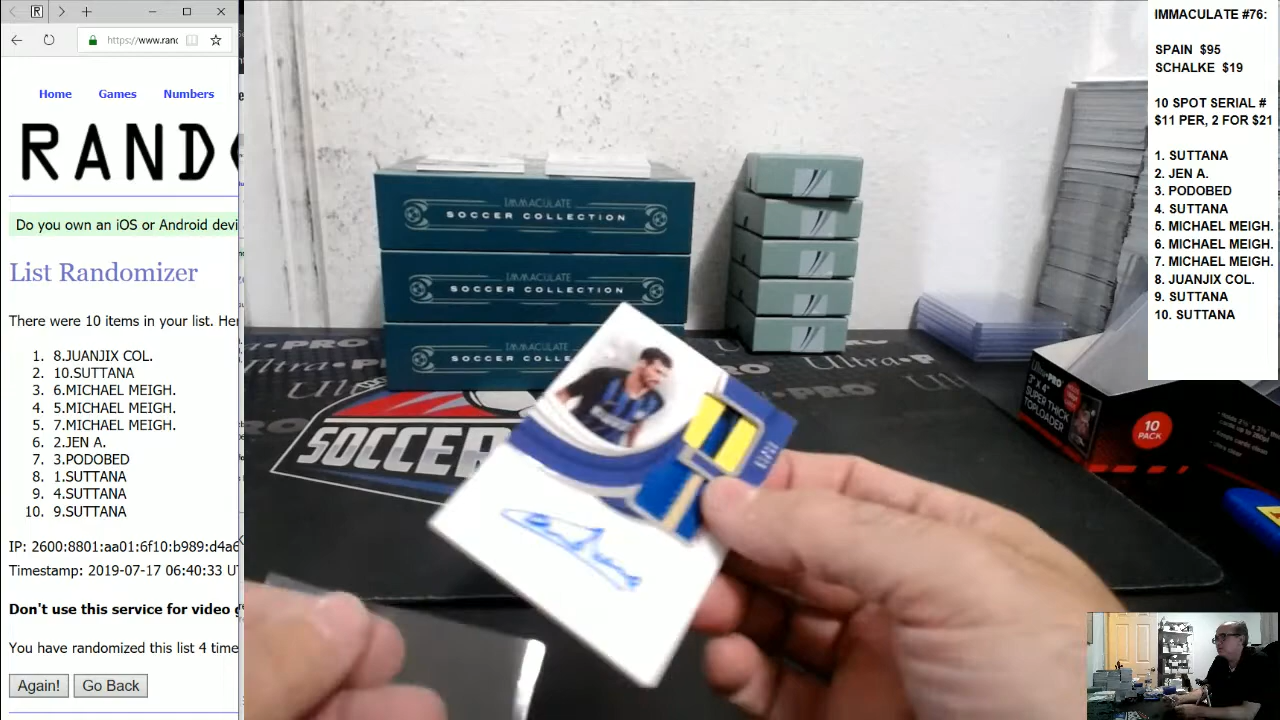 R
https://www.ranc
Home Games Numbers
RAND
Do you own an iOS or Android devi
List Randomizer
There were 10 items in your list. Her
1. 8.JUANJIX COL.
2. 10.SUTTANA
3. 6.MICHAEL MEIGH.
4. 5.MICHAEL MEIGH.
5. 7.MICHAEL MEIGH.
6. 2.JEN A.
7. 3.PODOBED
8. 1.SUTTANA
9. 4.SUTTANA
10. 9.SUTTANA
IP: 2600:8801:aa01:6f10:b989:d4a6
Timestamp: 2019-07-17 06:40:33 U
Don't use this service for video g
You have randomized this list 4 time
Again! Go Back
IMMACULATE
SOCCER COLLECTION
IMMACULATE
SOCCER COLLECTION
SOCCER COLLE
SOCCER
Ultra·PRO
3" X 4"
SUPER THICK
TOPLOADER
10
PACK
IMMACULATE #76:
SPAIN $95
SCHALKE $19
10 SPOT SERIAL #
$11 PER, 2 FOR $21
1. SUTTANA
2. JEN A.
3. PODOBED
4. SUTTANA
5. MICHAEL MEIGH.
6. MICHAEL MEIGH.
7. MICHAEL MEIGH.
8. JUANJIX COL.
9. SUTTANA
10. SUTTANA